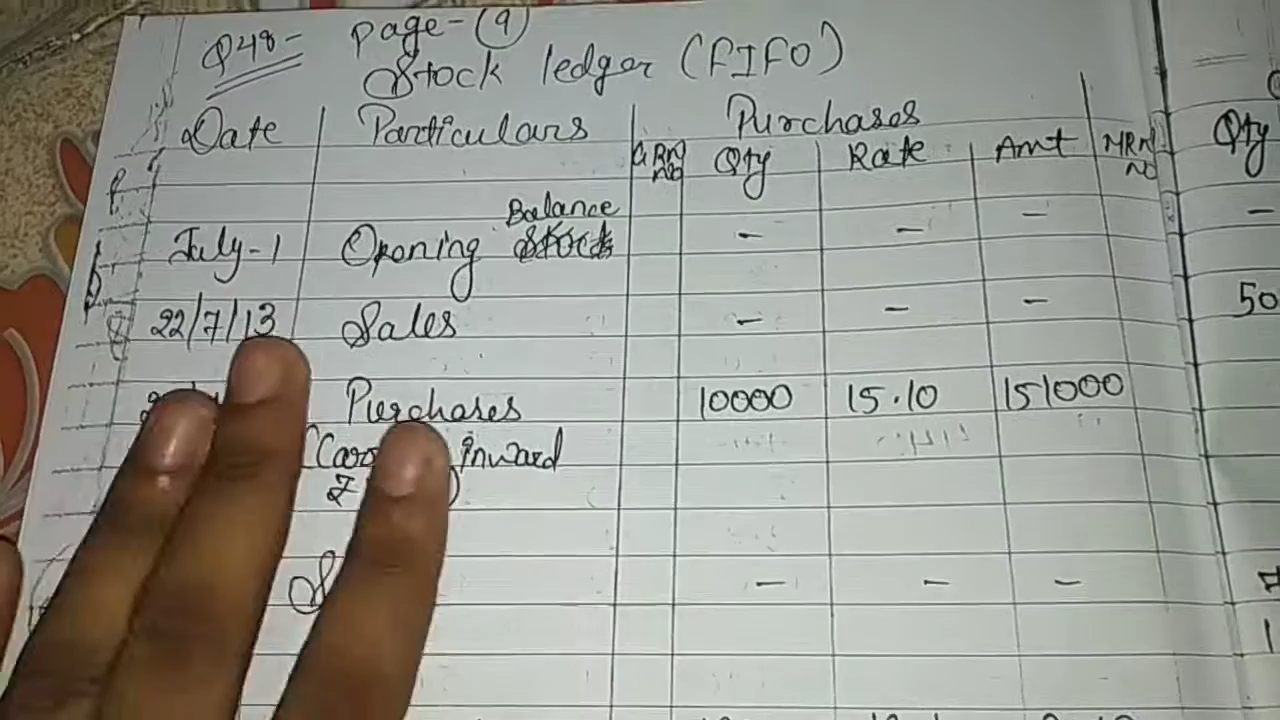 Q48- Page-(9)
Stock ledger (FIFO)
Date Particulars Purchases
GRN No Qty Rate Amt MRN No Qty
Balance
July-1 Opening Stock - - - -
22/7/13 Sales - - - 50
Purchases 10000 15.10 151000
Inward
- - -